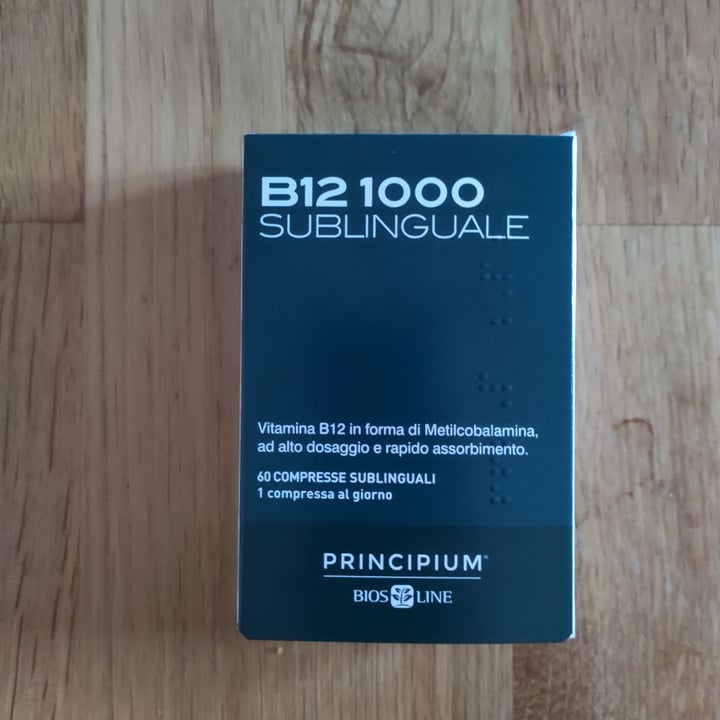 B12 1000
SUBLINGUALE
Vitamina B12 in forma di Metilcobalamina,
ad alto dosaggio e rapido assorbimento.
60 COMPRESSE SUBLINGUALI
1 compressa al giorno
PRINCIPIUM®
BIOS LINE